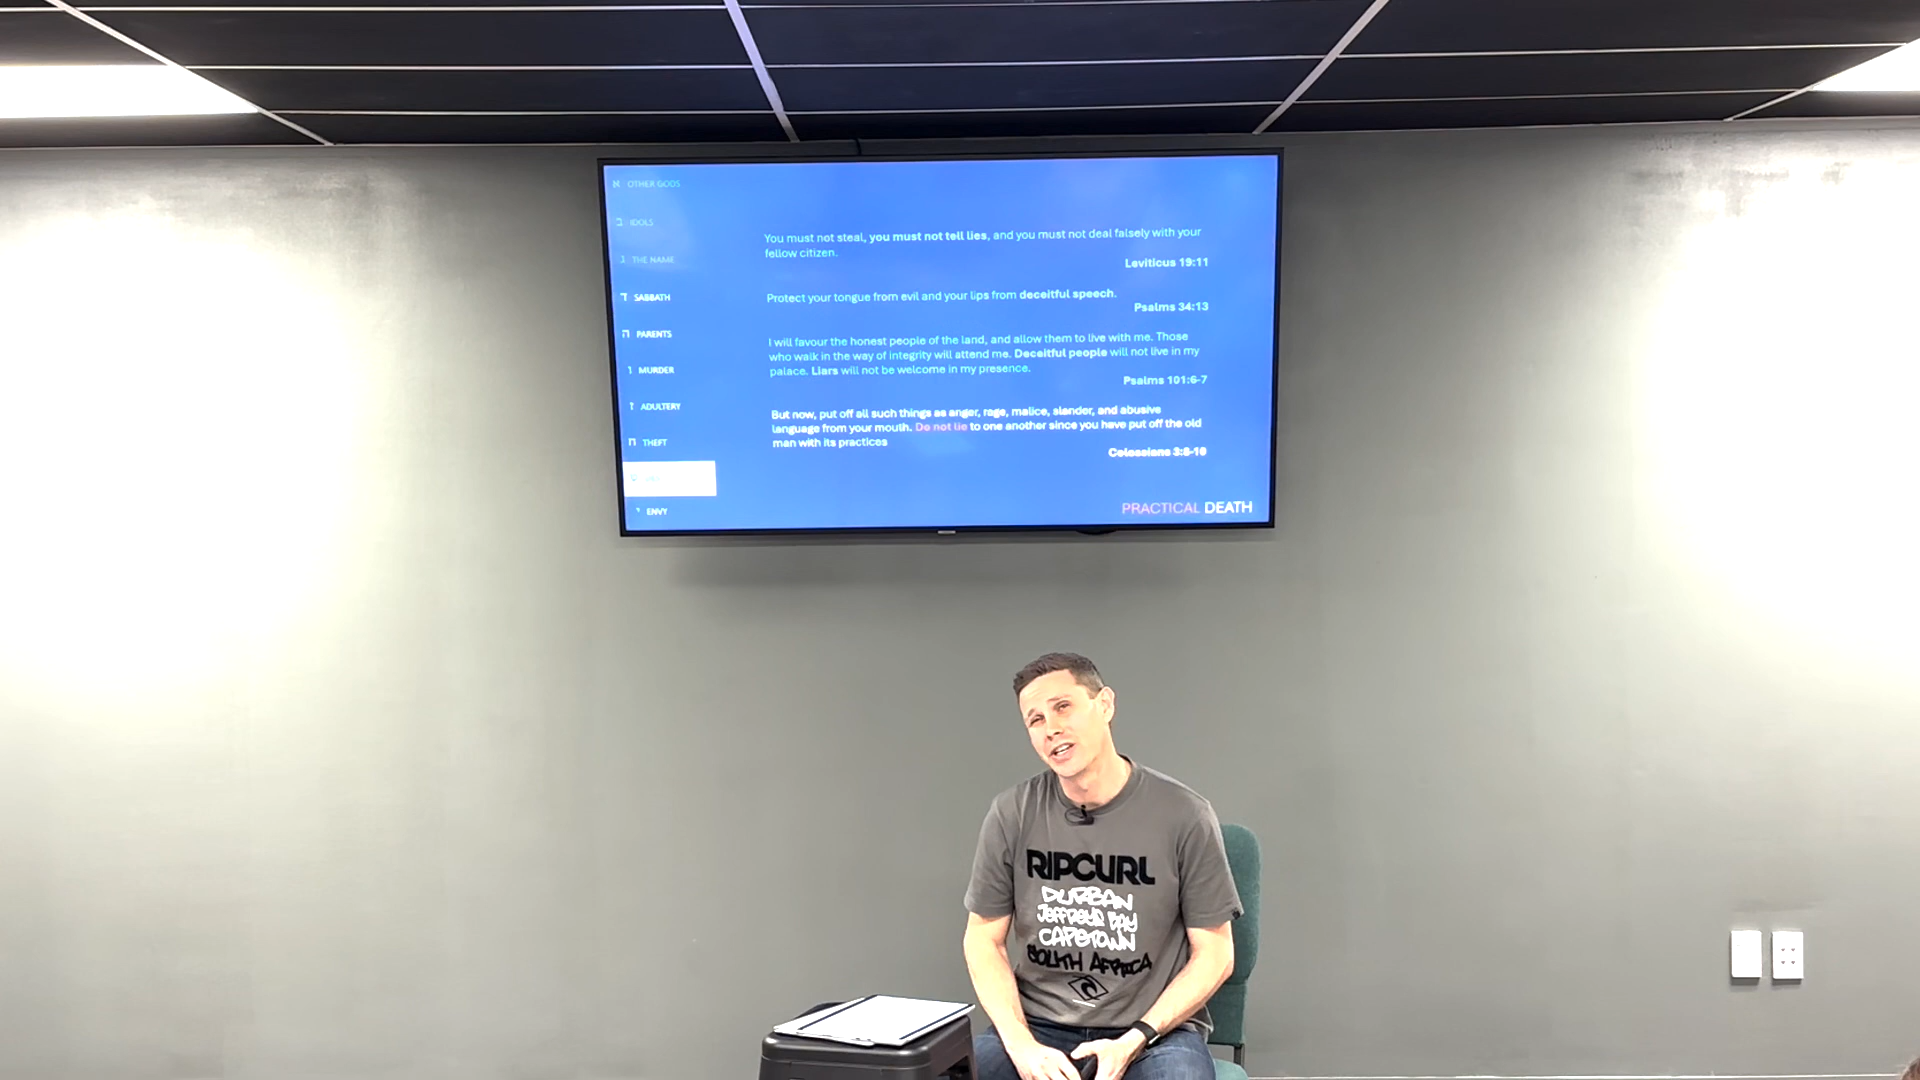 א OTHER GODS
ב IDOLS
ג THE NAME
ד SABBATH
ה PARENTS
ו MURDER
ז ADULTERY
ח THEFT
י ENVY
You must not steal, you must not tell lies, and you must not deal falsely with your
fellow citizen.
Leviticus 19:11
Protect your tongue from evil and your lips from deceitful speech.
Psalms 34:13
I will favour the honest people of the land, and allow them to live with me. Those
who walk in the way of integrity will attend me. Deceitful people will not live in my
palace. Liars will not be welcome in my presence.
Psalms 101:6-7
But now, put off all such things as anger, rage, malice, slander, and abusive
language from your mouth. Do not lie to one another since you have put off the old
man with its practices
Colossians 3:8-10
PRACTICAL DEATH
RIPCURL
DURBAN
JEFFREYS BAY
CAPETOWN
SOUTH AFRICA